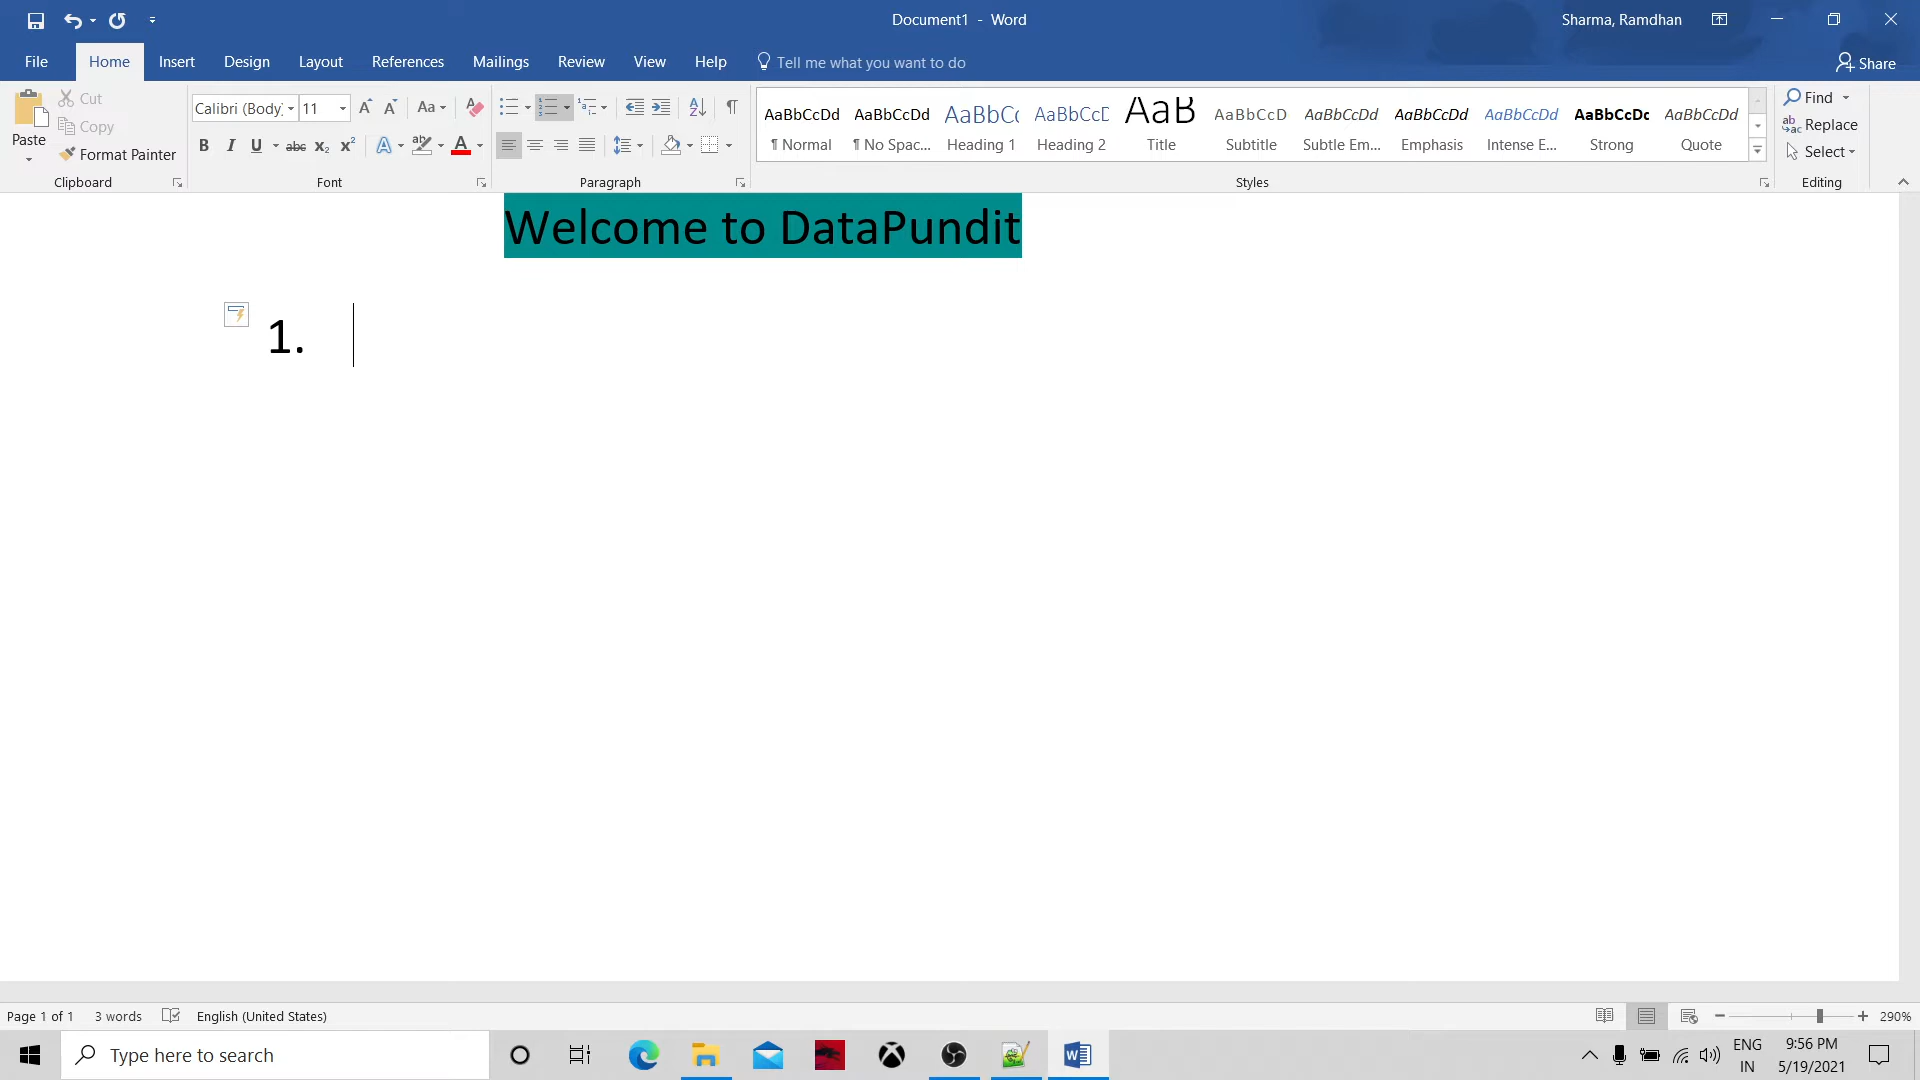 Document1 - Word
Sharma, Ramdhan
File Home Insert Design Layout References Mailings Review View Help Tell me what you want to do Share
Cut
Copy
Paste
Format Painter
Calibri (Body 11 Aa
B I U abc x₂ x² A A
AaBbCcDd AaBbCcDd AaBbCc AaBbCcD AaB AaBbCcD AaBbCcDd AaBbCcDd AaBbCcDd AaBbCcDc AaBbCcDd
¶ Normal ¶ No Spac... Heading 1 Heading 2 Title Subtitle Subtle Em... Emphasis Intense E... Strong Quote
Find
Replace
Select
Clipboard Font Paragraph Styles Editing
Welcome to DataPundit
1.
Page 1 of 1 3 words English (United States) 290%
Type here to search
ENG
IN
9:56 PM
5/19/2021